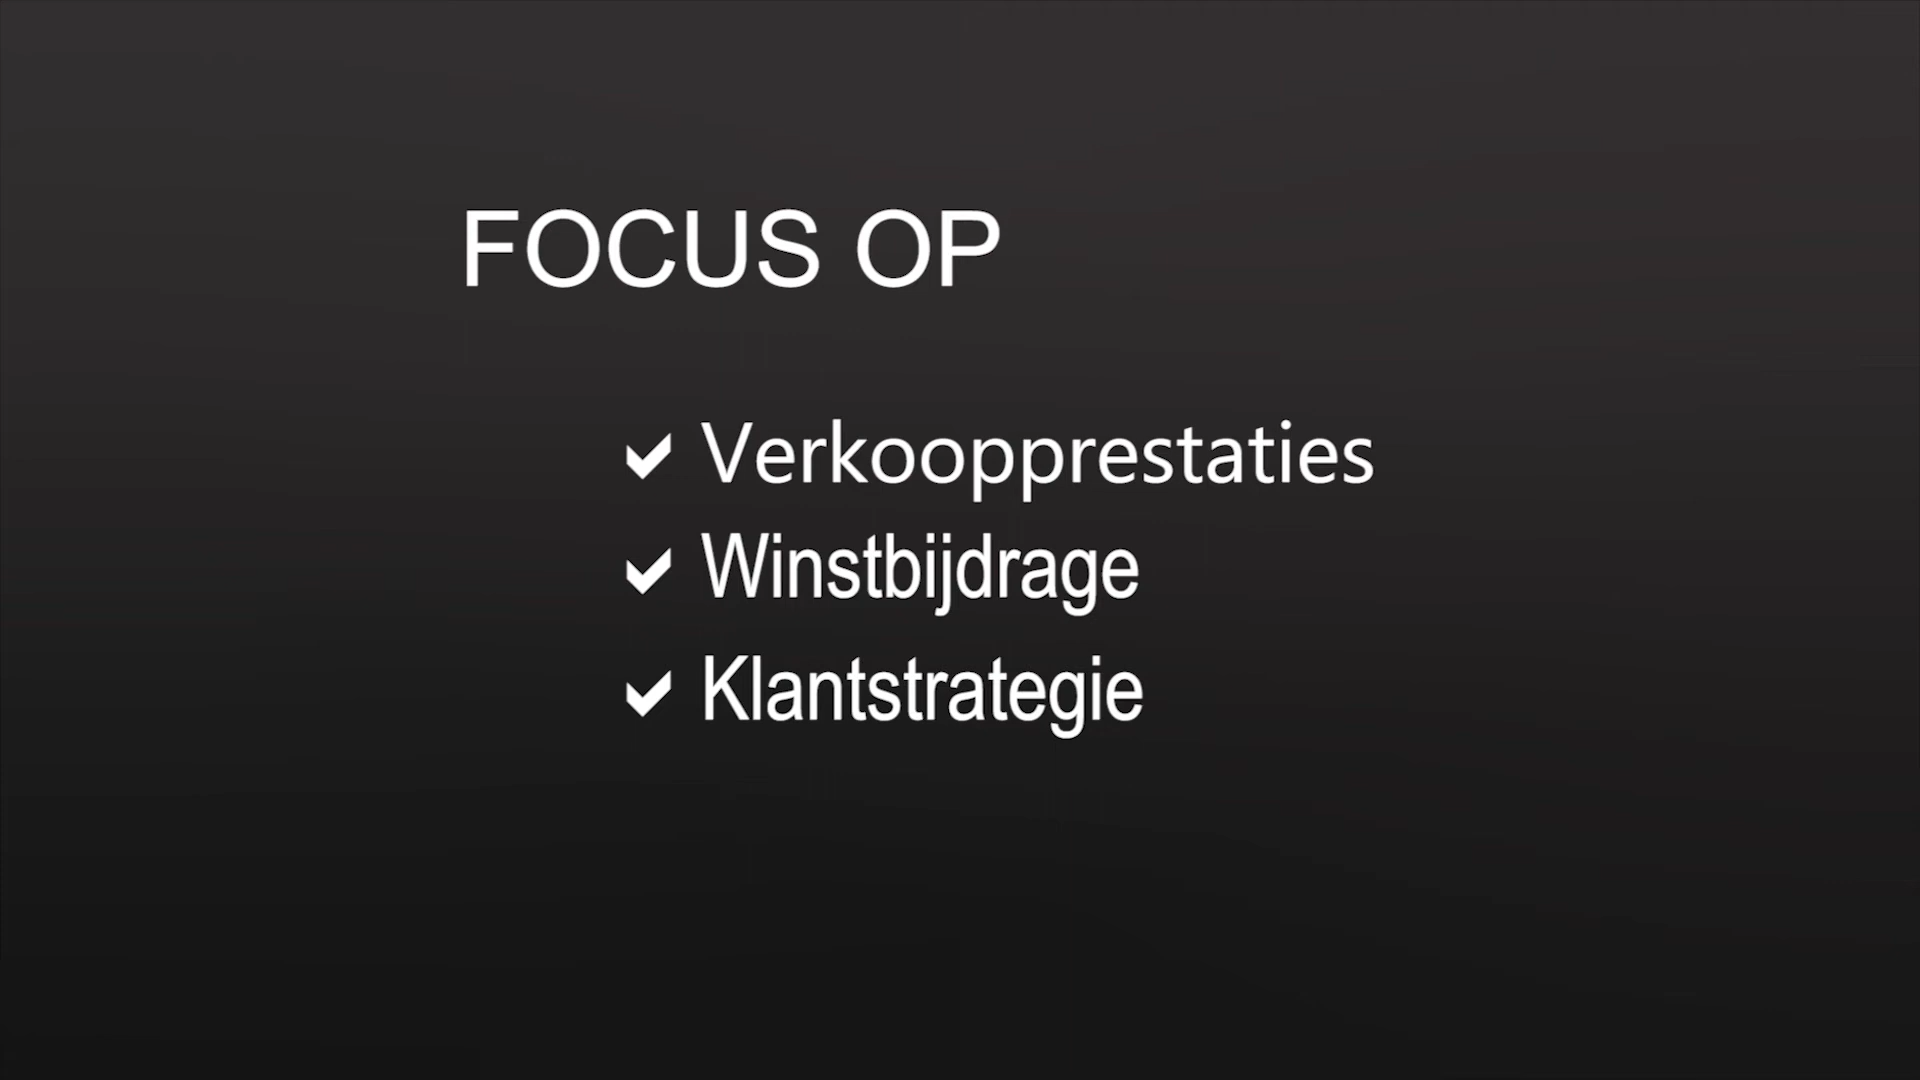 FOCUS OP
✔ Verkoopprestaties
✔ Winstbijdrage
✔ Klantstrategie